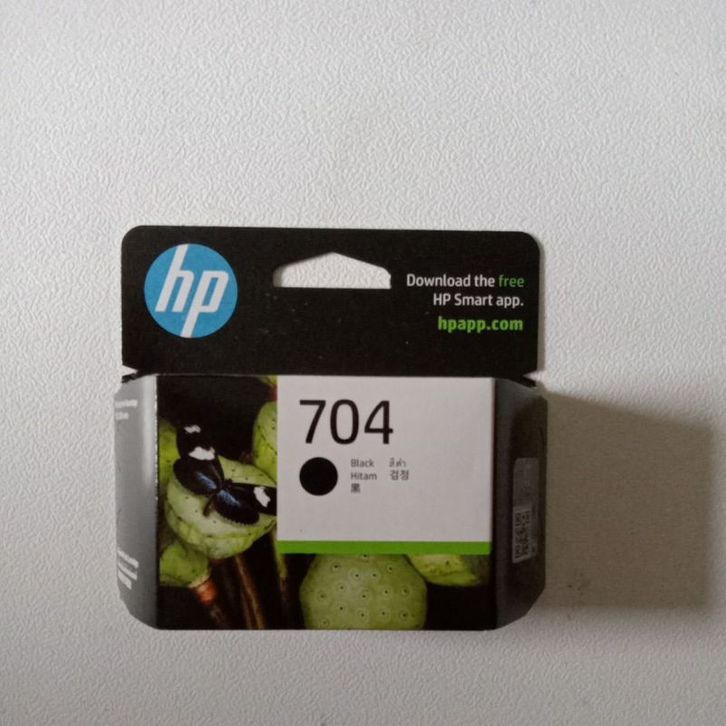 hp
Download the free
HP Smart app.
hpapp.com
704
Black สีดำ
Hitam 검정
黑